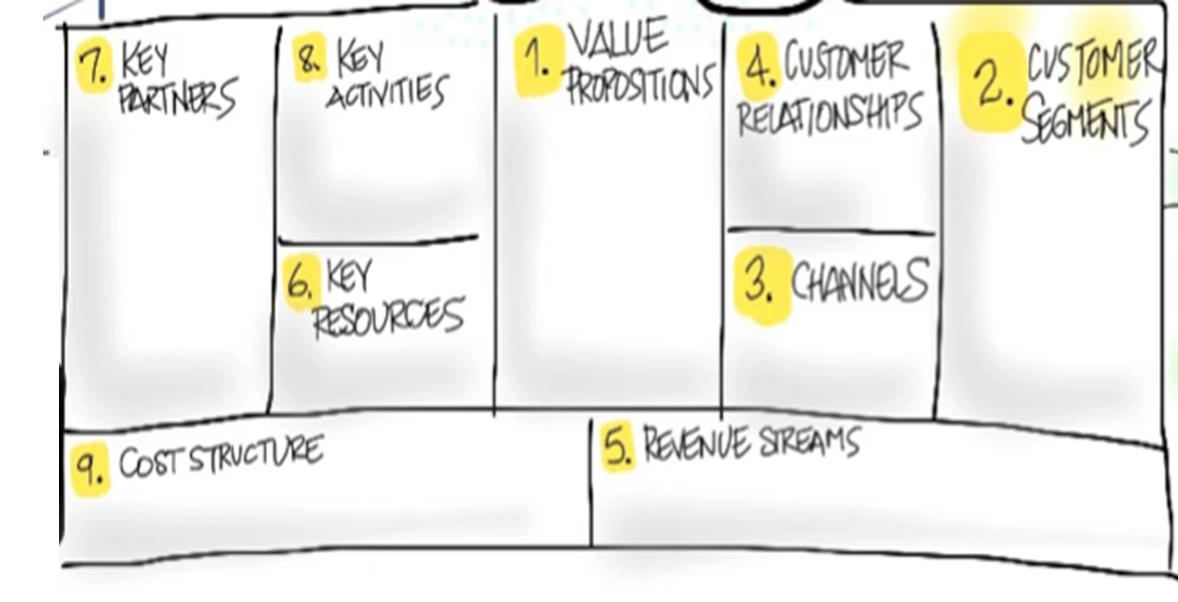 7. KEY
PARTNERS
8. KEY
ACTIVITIES
6. KEY
RESOURCES
1. VALUE
PROPOSITIONS
4. CUSTOMER
RELATIONSHIPS
3. CHANNELS
2. CUSTOMER
SEGMENTS
9. COST STRUCTURE
5. REVENUE STREAMS